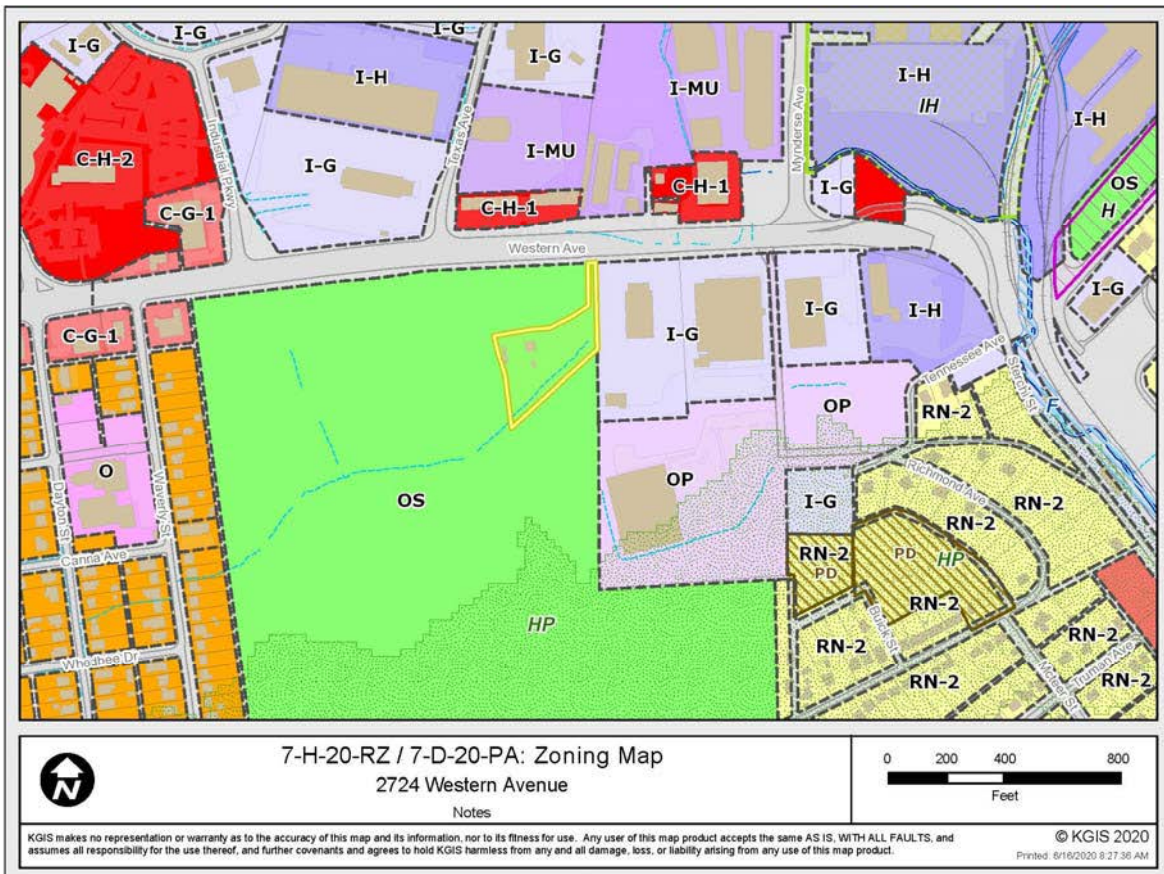 I-G
I-G
I-G
I-G
I-H
I-MU
I-H
IH
I-H
C-H-2
Industrial Pkwy
Texas Ave
Mynderse Ave
I-G
I-MU
C-H-1
C-H-1
I-G
OS
H
C-G-1
Western Ave
I-G
C-G-1
I-G
I-G
I-H
Tennessee Ave
Steroh St
F
RN-2
OP
OP
O
OS
Dayton St
Waverly St
Richmond Ave
RN-2
I-G
RN-2
Canna Ave
RN-2
PD
PD
HP
RN-2
Buick St
HP
RN-2
RN-2
Whodbee Dr
RN-2
Mcteer St
Truman Ave
RN-2
N
7-H-20-RZ / 7-D-20-PA: Zoning Map
2724 Western Avenue
Notes
0 200 400 800
Feet
KGIS makes no representation or warranty as to the accuracy of this map and its information, nor to its fitness for use. Any user of this map product accepts the same AS IS, WITH ALL FAULTS, and
assumes all responsibility for the use thereof, and further covenants and agrees to hold KGIS harmless from any and all damage, loss, or liability arising from any use of this map product.
© KGIS 2020
Printed: 6/16/2020 8:27:36 AM